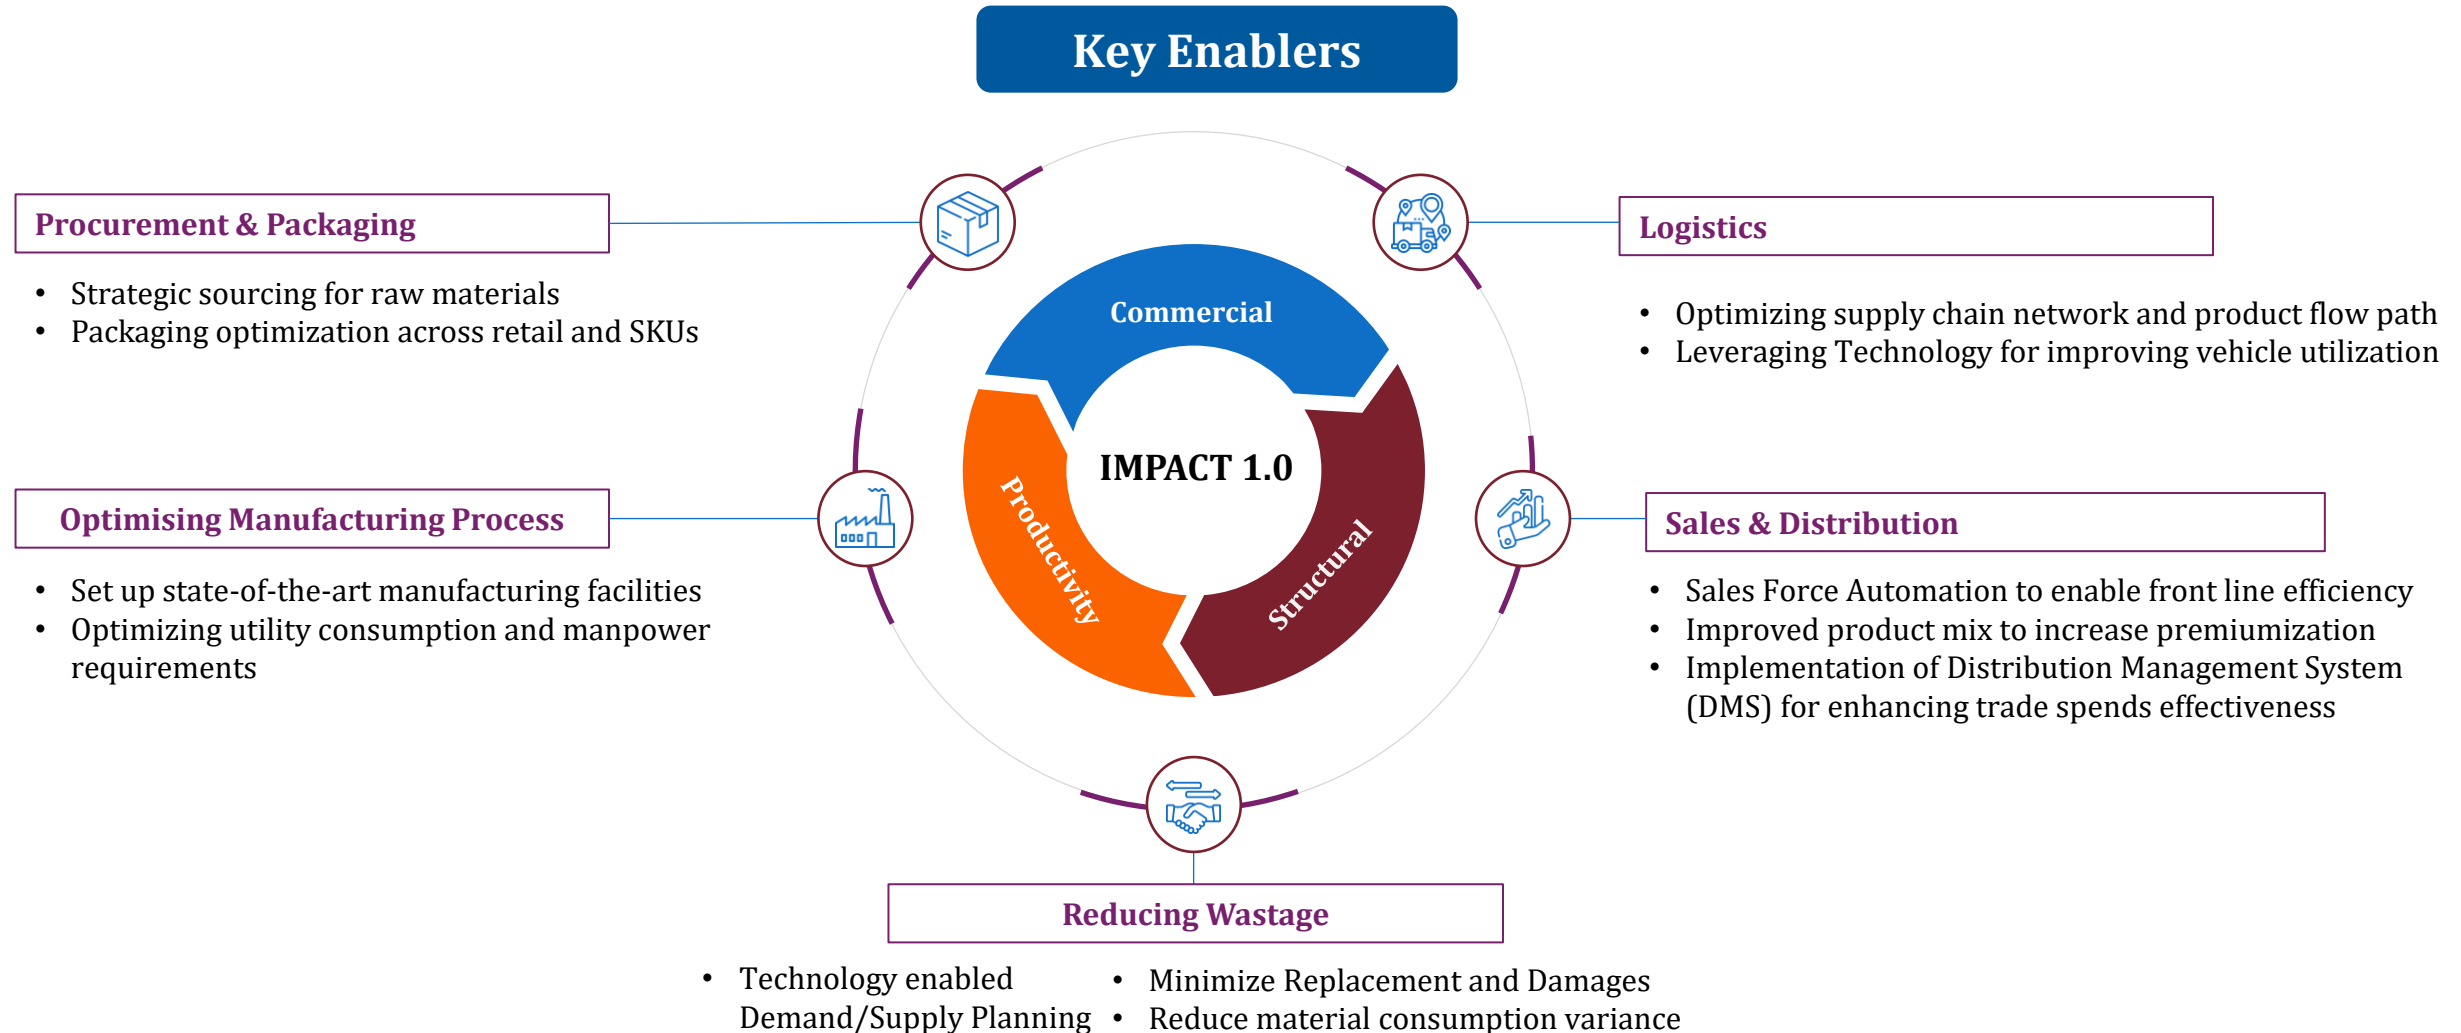 Key Enablers
Procurement & Packaging
• Strategic sourcing for raw materials
• Packaging optimization across retail and SKUs
Logistics
• Optimizing supply chain network and product flow path
• Leveraging Technology for improving vehicle utilization
Commercial
IMPACT 1.0
Productivity
Structural
Optimising Manufacturing Process
• Set up state-of-the-art manufacturing facilities
• Optimizing utility consumption and manpower
requirements
Sales & Distribution
• Sales Force Automation to enable front line efficiency
• Improved product mix to increase premiumization
• Implementation of Distribution Management System
(DMS) for enhancing trade spends effectiveness
Reducing Wastage
• Technology enabled
Demand/Supply Planning
• Minimize Replacement and Damages
• Reduce material consumption variance